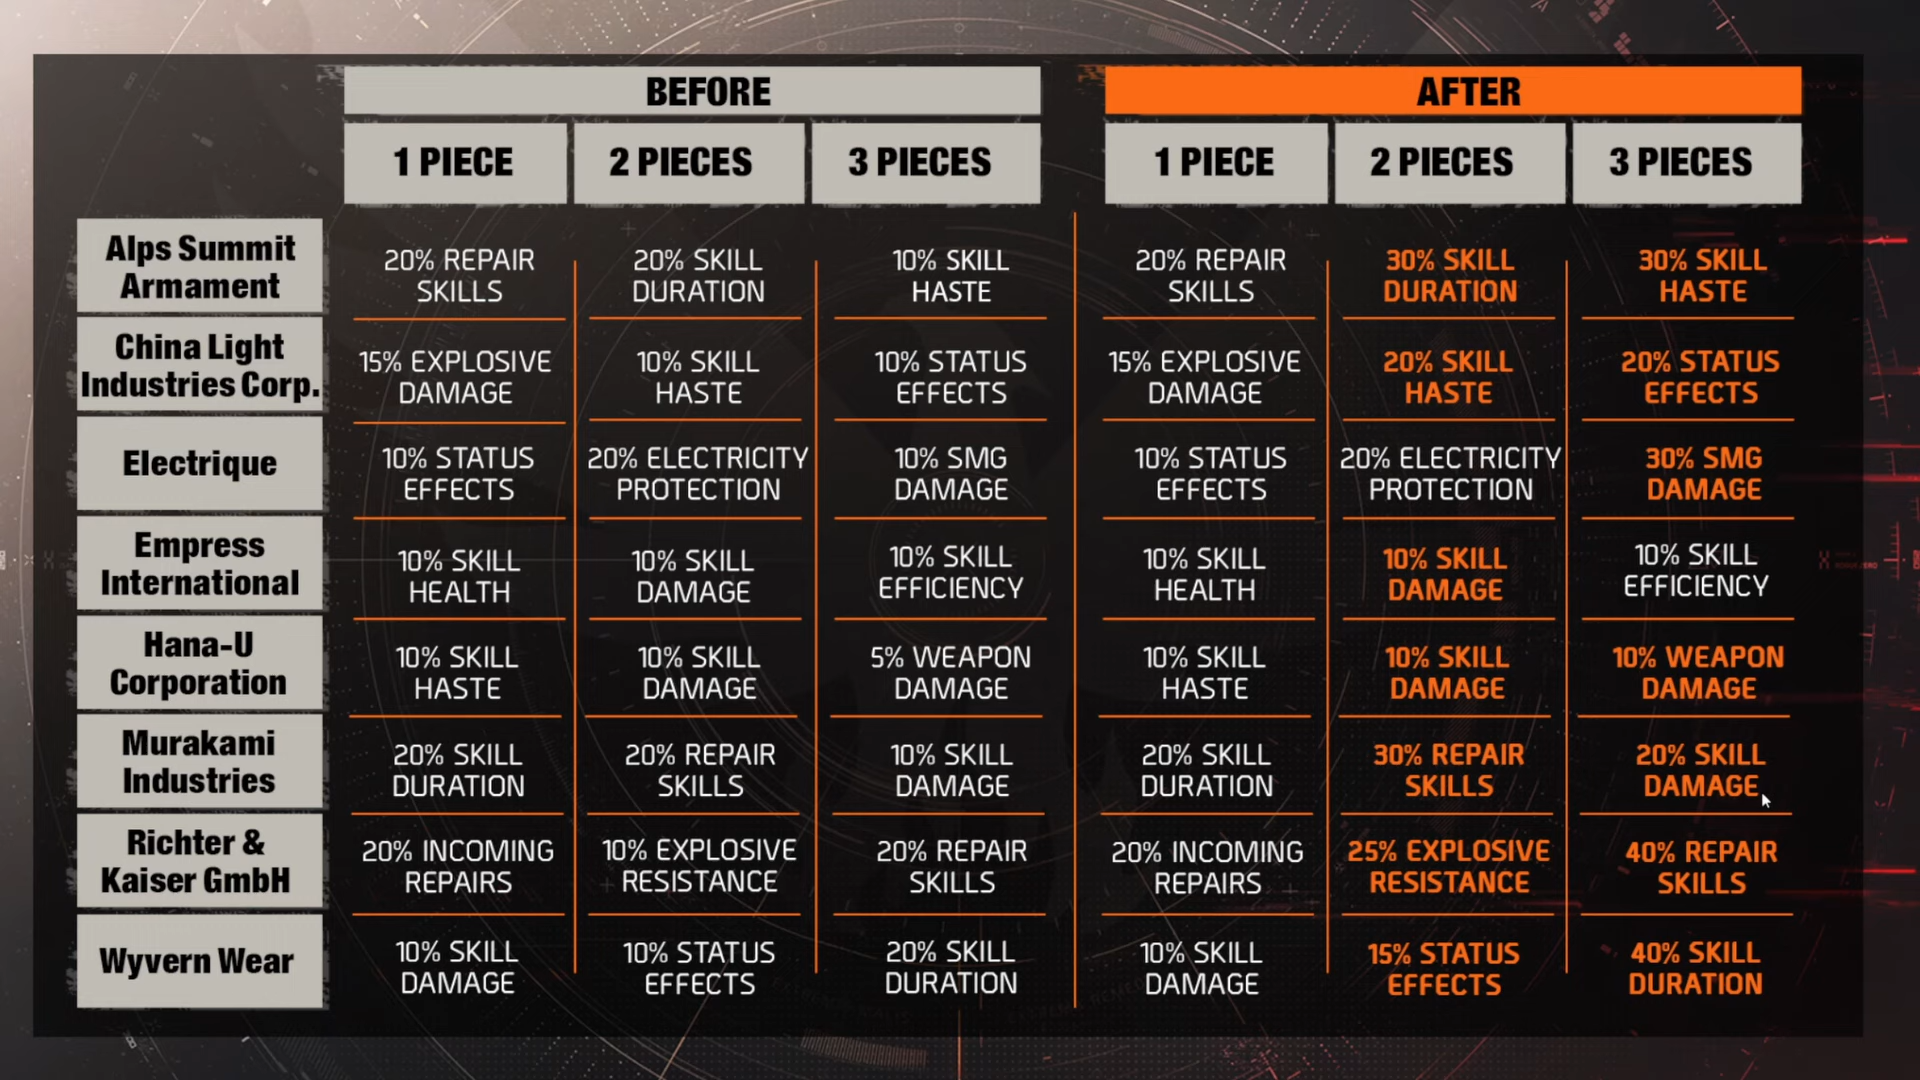 BEFORE
AFTER
1 PIECE
2 PIECES
3 PIECES
1 PIECE
2 PIECES
3 PIECES
Alps Summit
Armament
20% REPAIR
SKILLS
20% SKILL
DURATION
10% SKILL
HASTE
20% REPAIR
SKILLS
30% SKILL
DURATION
30% SKILL
HASTE
China Light
Industries Corp.
15% EXPLOSIVE
DAMAGE
10% SKILL
HASTE
10% STATUS
EFFECTS
15% EXPLOSIVE
DAMAGE
20% SKILL
HASTE
20% STATUS
EFFECTS
Electrique
10% STATUS
EFFECTS
20% ELECTRICITY
PROTECTION
10% SMG
DAMAGE
10% STATUS
EFFECTS
20% ELECTRICITY
PROTECTION
30% SMG
DAMAGE
Empress
International
10% SKILL
HEALTH
10% SKILL
DAMAGE
10% SKILL
EFFICIENCY
10% SKILL
HEALTH
10% SKILL
DAMAGE
10% SKILL
EFFICIENCY
Hana-U
Corporation
10% SKILL
HASTE
10% SKILL
DAMAGE
5% WEAPON
DAMAGE
10% SKILL
HASTE
10% SKILL
DAMAGE
10% WEAPON
DAMAGE
Murakami
Industries
20% SKILL
DURATION
20% REPAIR
SKILLS
10% SKILL
DAMAGE
20% SKILL
DURATION
30% REPAIR
SKILLS
20% SKILL
DAMAGE
Richter &
Kaiser GmbH
20% INCOMING
REPAIRS
10% EXPLOSIVE
RESISTANCE
20% REPAIR
SKILLS
20% INCOMING
REPAIRS
25% EXPLOSIVE
RESISTANCE
40% REPAIR
SKILLS
Wyvern Wear
10% SKILL
DAMAGE
10% STATUS
EFFECTS
20% SKILL
DURATION
10% SKILL
DAMAGE
15% STATUS
EFFECTS
40% SKILL
DURATION